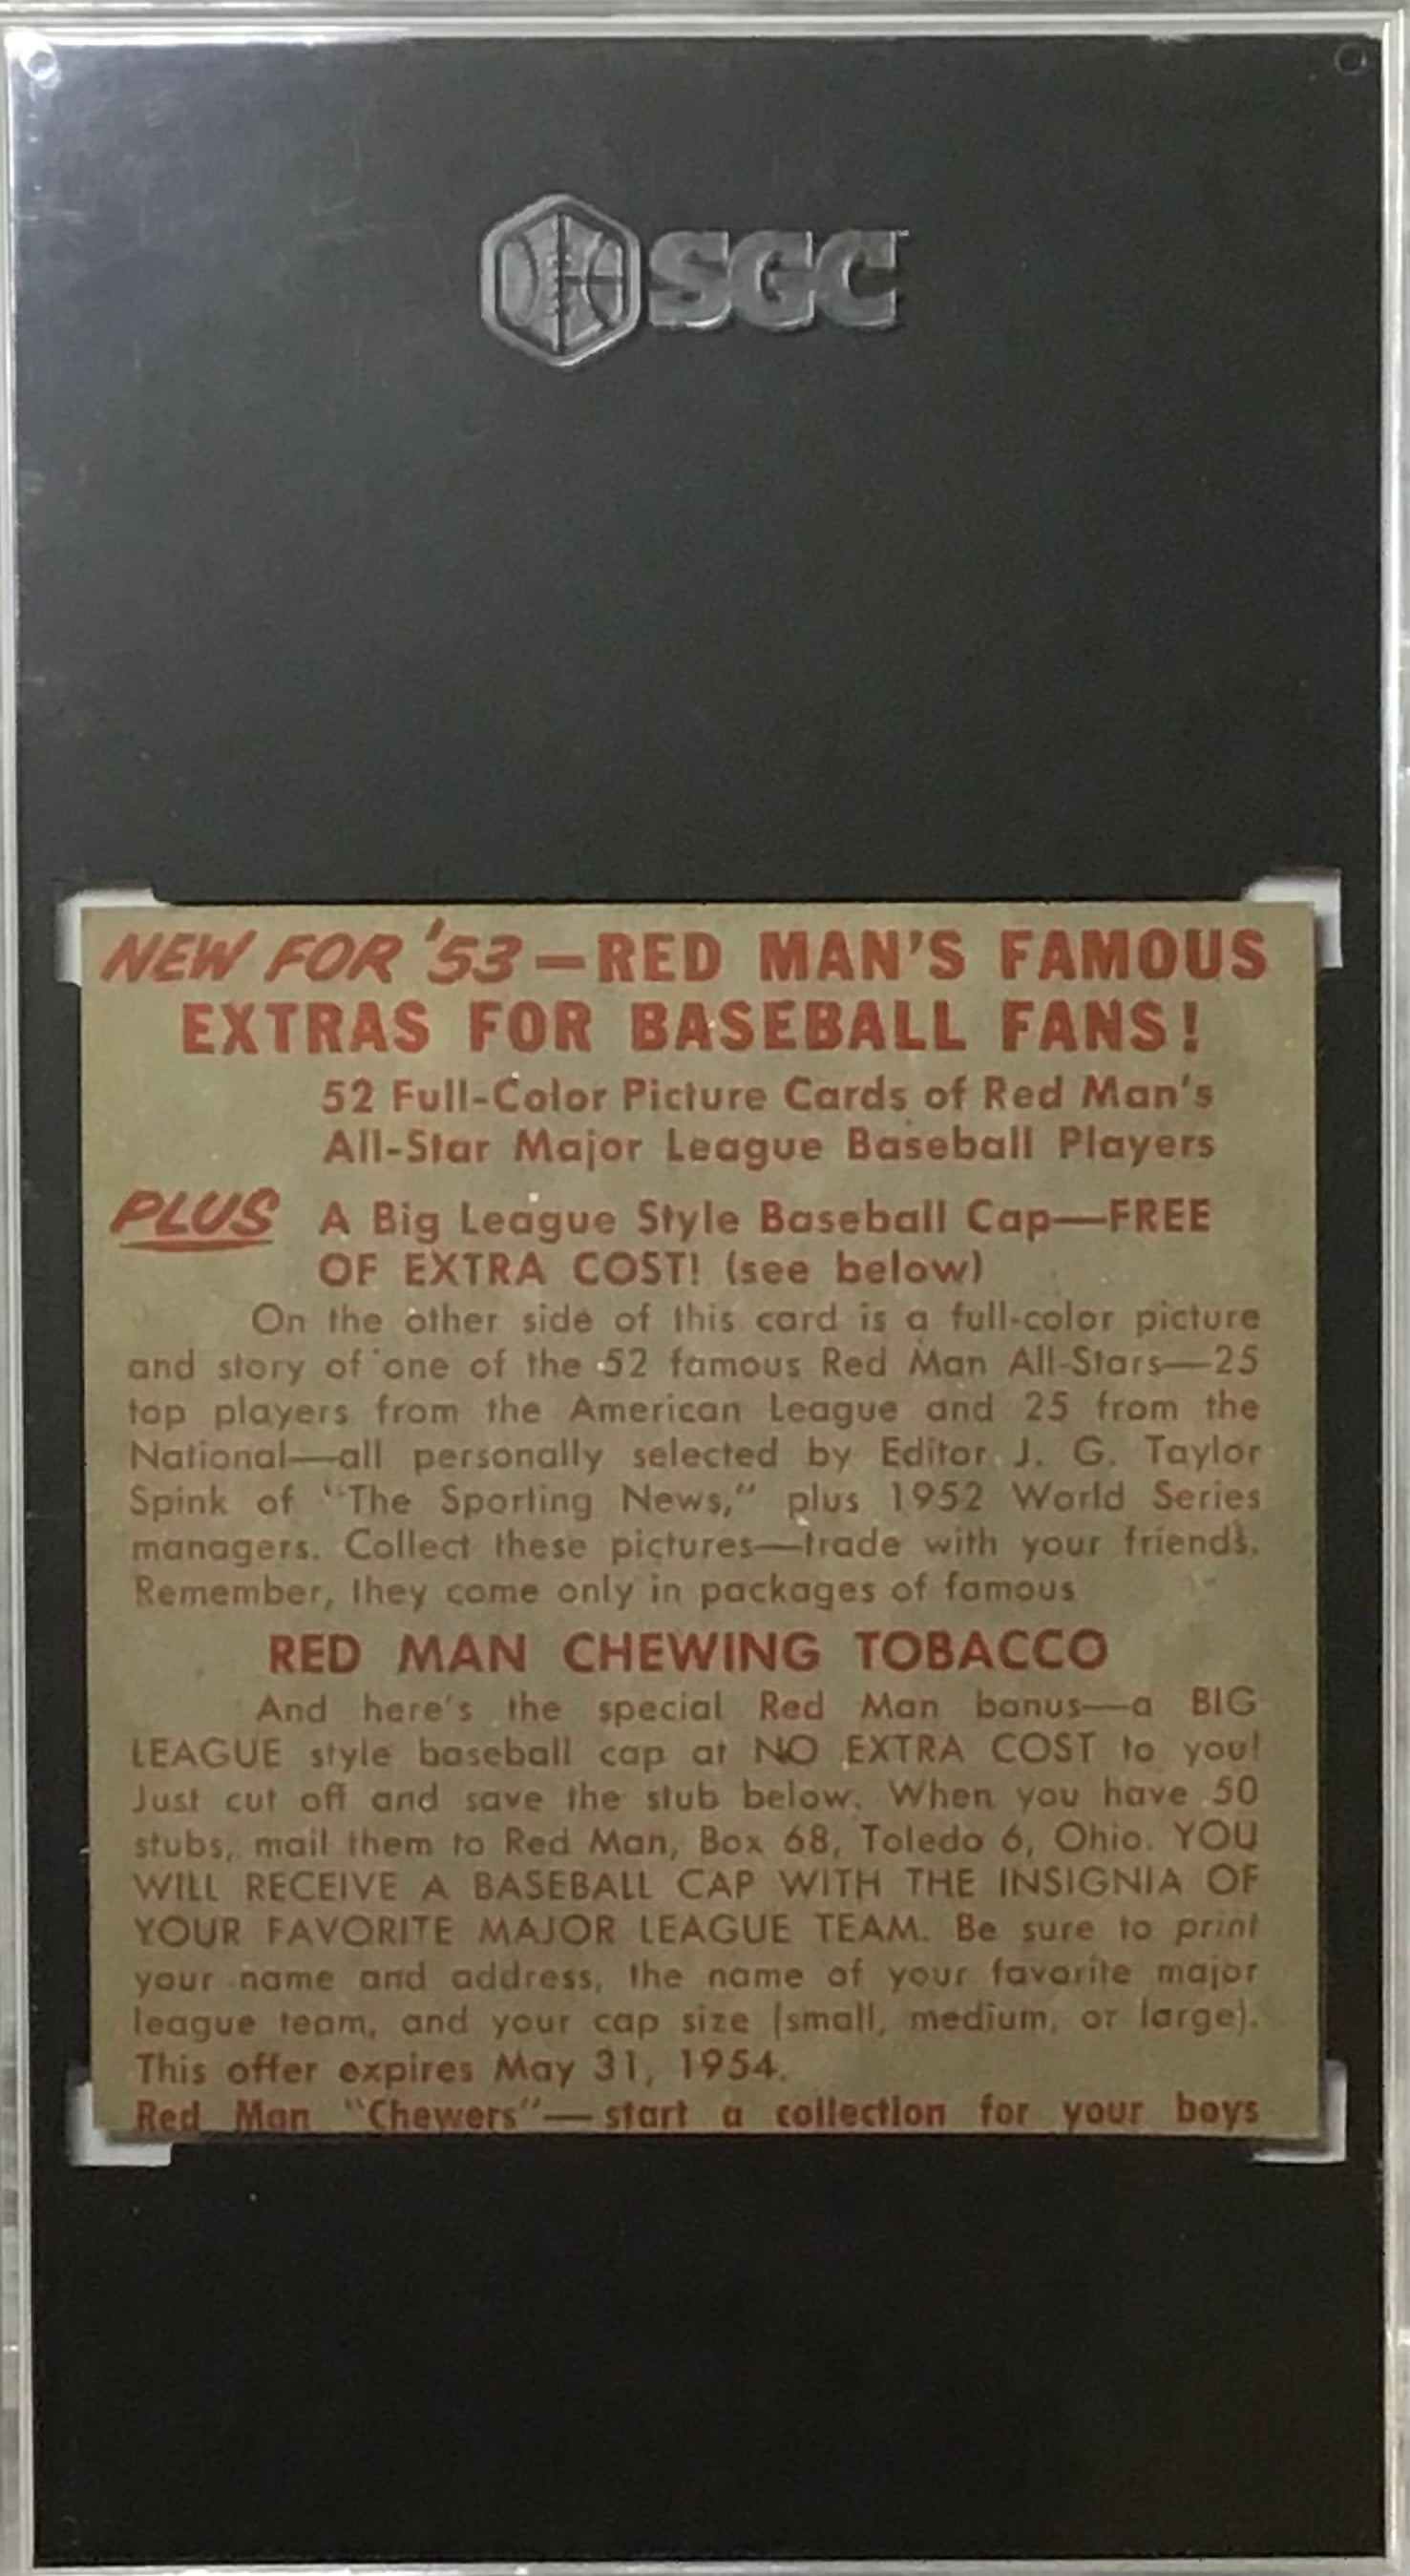 SGC
NEW FOR '53—RED MAN'S FAMOUS
EXTRAS FOR BASEBALL FANS!
52 Full-Color Picture Cards of Red Man's
All-Star Major League Baseball Players
PLUS A Big League Style Baseball Cap—FREE
OF EXTRA COST! (see below)
On the other side of this card is a full-color picture
and story of one of the 52 famous Red Man All-Stars—25
top players from the American League and 25 from the
National—all personally selected by Editor J. G. Taylor
Spink of "The Sporting News," plus 1952 World Series
managers. Collect these pictures—trade with your friends.
Remember, they come only in packages of famous
RED MAN CHEWING TOBACCO
And here's the special Red Man bonus—a BIG
LEAGUE style baseball cap at NO EXTRA COST to you!
Just cut off and save the stub below. When you have 50
stubs, mail them to Red Man, Box 68, Toledo 6, Ohio. YOU
WILL RECEIVE A BASEBALL CAP WITH THE INSIGNIA OF
YOUR FAVORITE MAJOR LEAGUE TEAM. Be sure to print
your name and address, the name of your favorite major
league team, and your cap size (small, medium, or large).
This offer expires May 31, 1954.
Red Man "Chewers"—start a collection for your boys